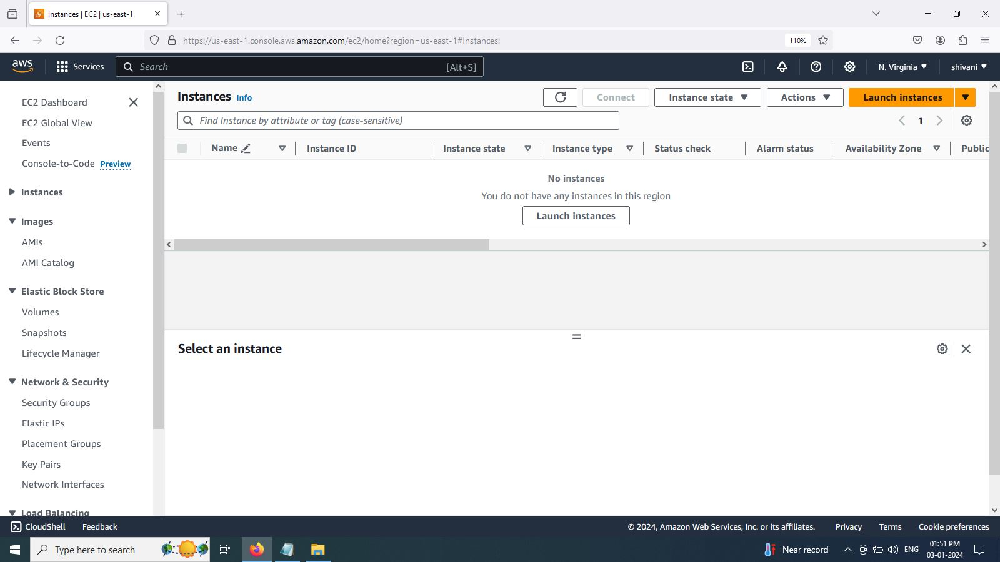 Instances | EC2 | us-east-1
https://us-east-1.console.aws.amazon.com/ec2/home?region=us-east-1#Instances:
110%
aws
Services
Search
[Alt+S]
N. Virginia
shivani
EC2 Dashboard
EC2 Global View
Events
Console-to-Code Preview
Instances
Images
AMIs
AMI Catalog
Elastic Block Store
Volumes
Snapshots
Lifecycle Manager
Network & Security
Security Groups
Elastic IPs
Placement Groups
Key Pairs
Network Interfaces
Load Balancing
Instances Info
Connect
Instance state
Actions
Launch instances
Find Instance by attribute or tag (case-sensitive)
1
Name Instance ID Instance state Instance type Status check Alarm status Availability Zone Public
No instances
You do not have any instances in this region
Launch instances
Select an instance
CloudShell Feedback © 2024, Amazon Web Services, Inc. or its affiliates. Privacy Terms Cookie preferences
Type here to search
Near record
ENG
01:51 PM
03-01-2024